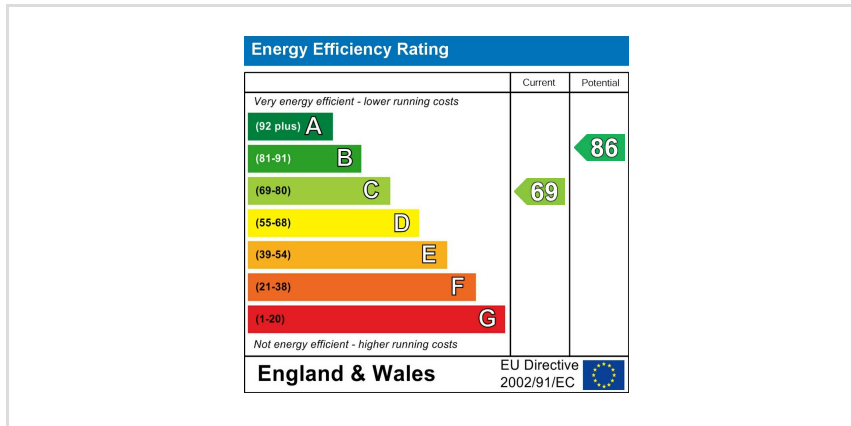 Energy Efficiency Rating
Current Potential
Very energy efficient - lower running costs
(92 plus) A
(81-91) B
86
(69-80) C
69
(55-68) D
(39-54) E
(21-38) F
(1-20) G
Not energy efficient - higher running costs
England & Wales
EU Directive
2002/91/EC